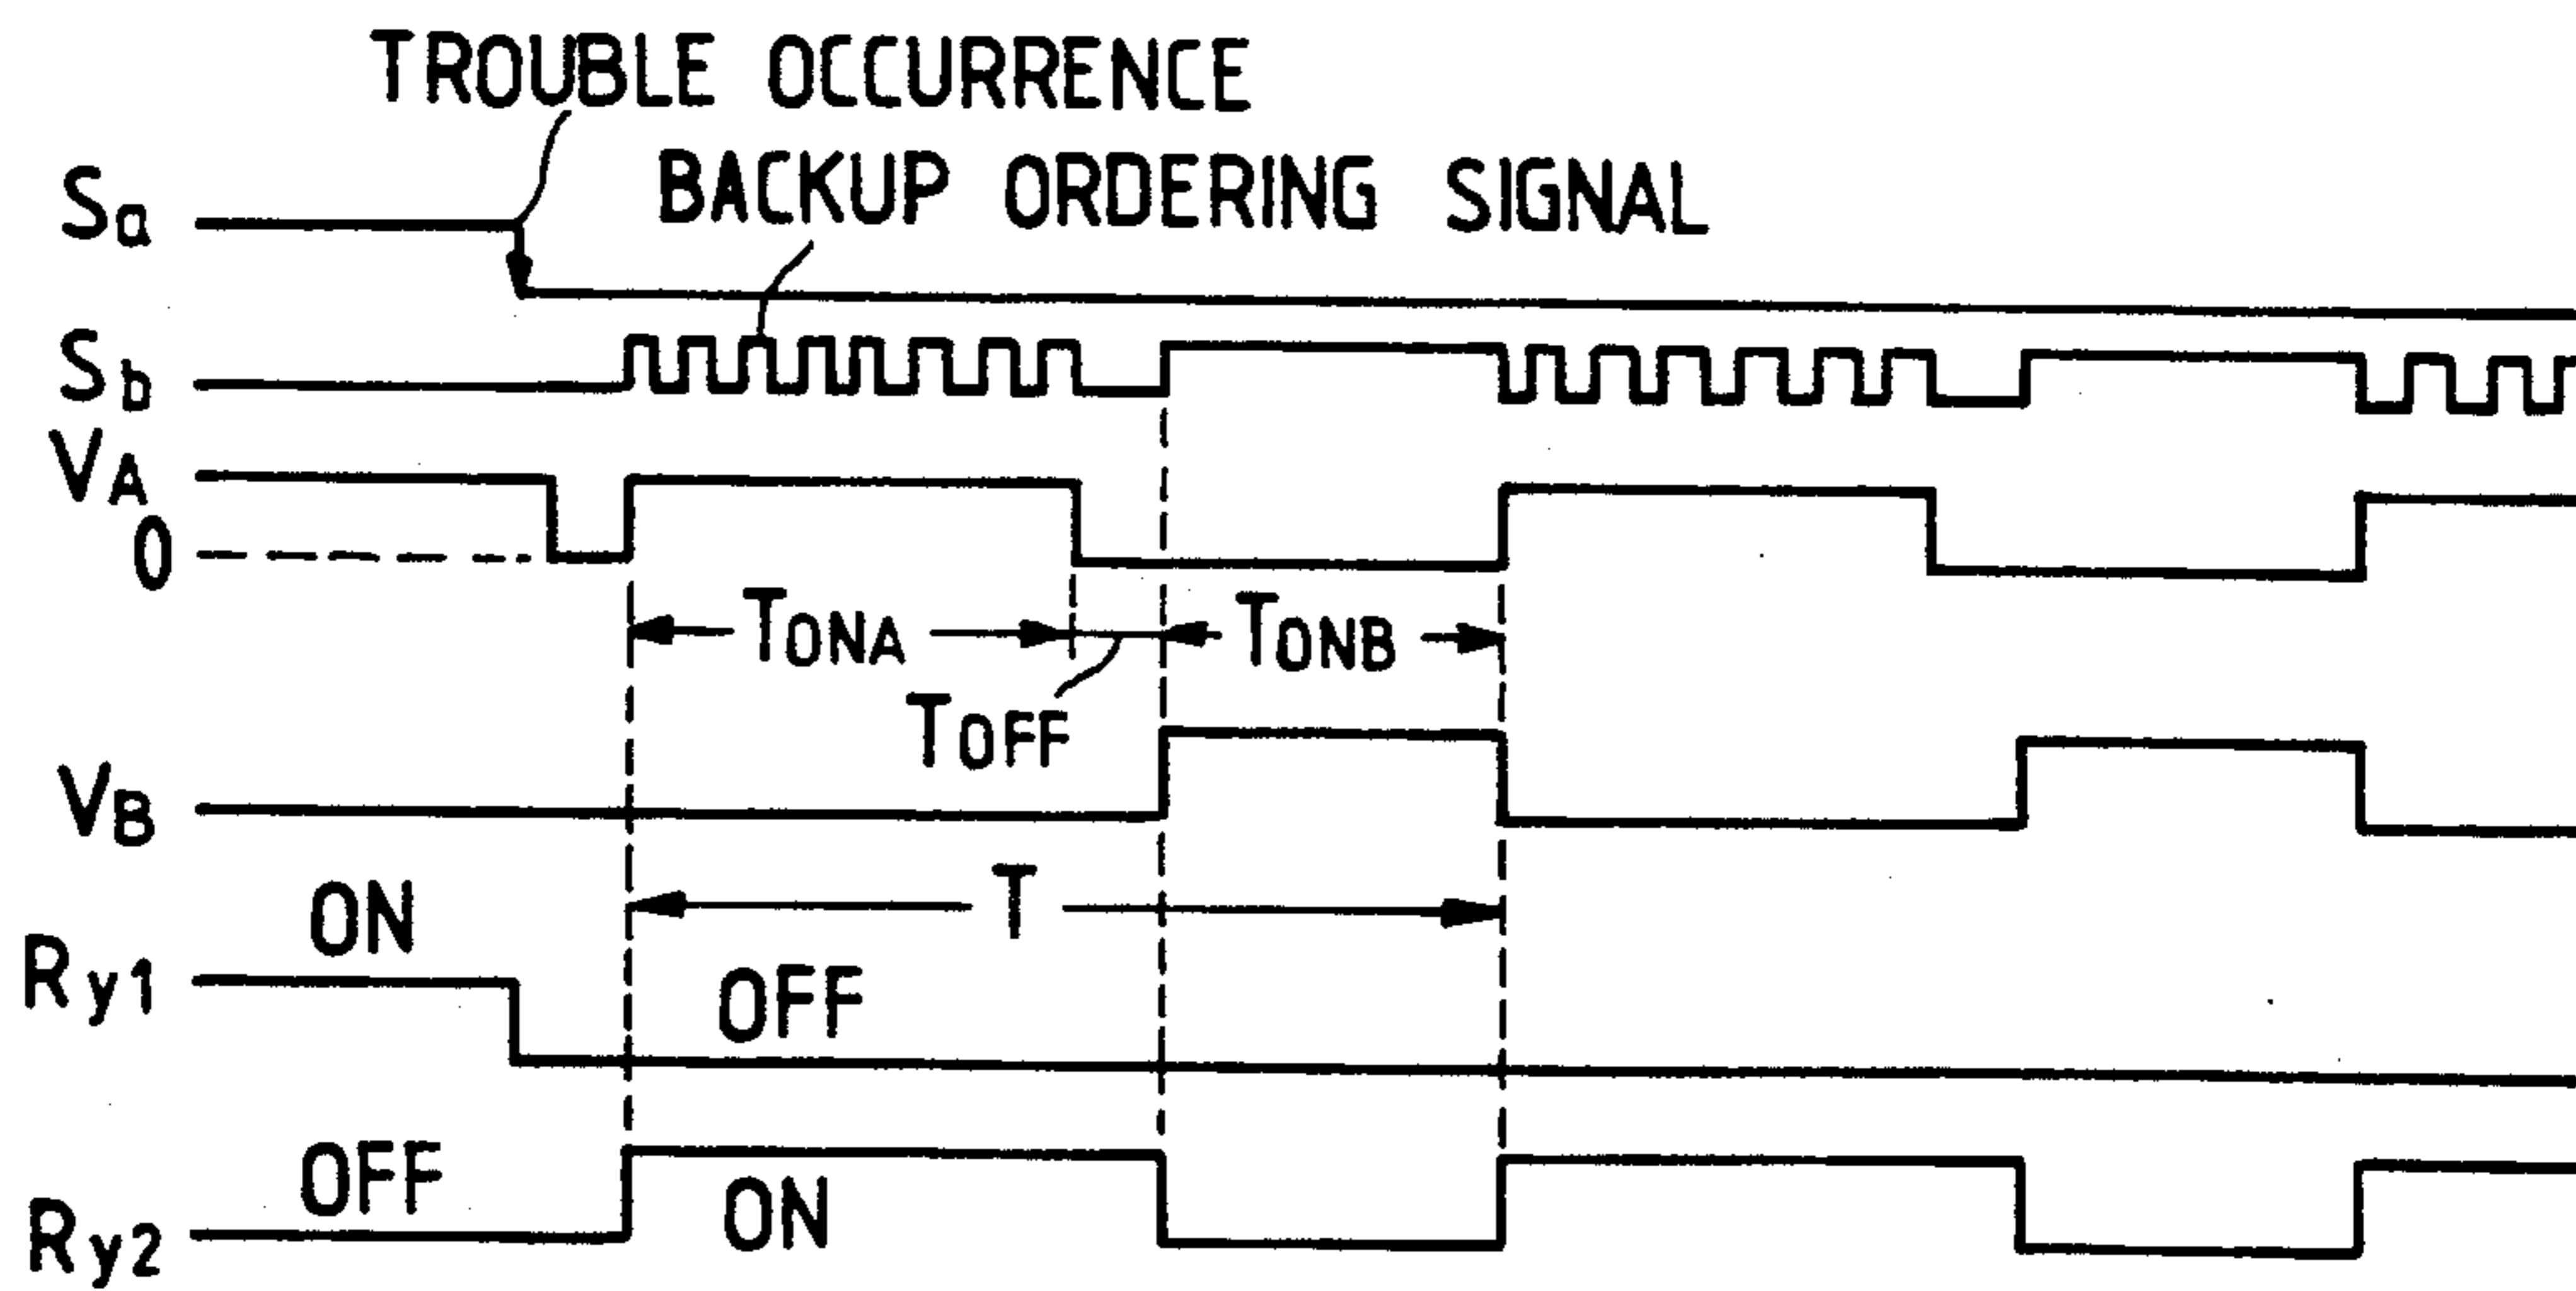 TROUBLE OCCURRENCE
BACKUP ORDERING SIGNAL
Sa
Sb
VA
0
TONA
TONB
TOFF
VB
T
ON
Ry1
OFF
OFF
ON
Ry2